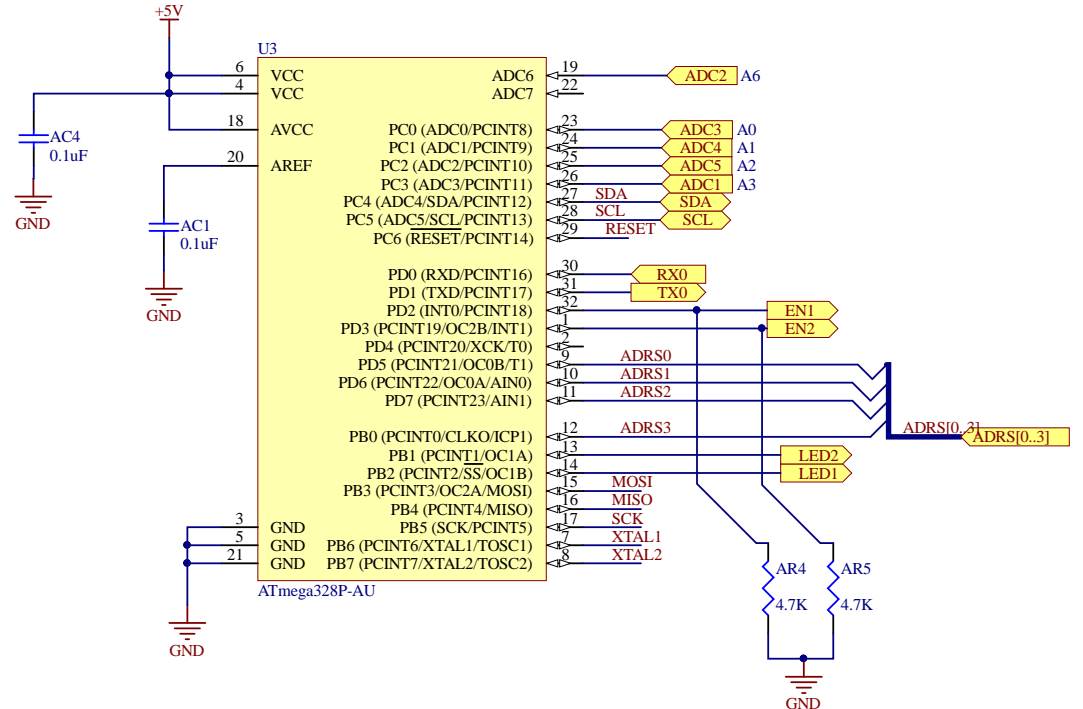 +5V
U3
6 VCC
4 VCC
18 AVCC
20 AREF
AC4
0.1uF
GND
AC1
0.1uF
GND
3 GND
5 GND
21 GND
GND
ATmega328P-AU
ADC6 19 ADC2 A6
ADC7 22
PC0 (ADC0/PCINT8) 23 ADC3 A0
PC1 (ADC1/PCINT9) 24 ADC4 A1
PC2 (ADC2/PCINT10) 25 ADC5 A2
PC3 (ADC3/PCINT11) 26 ADC1 A3
PC4 (ADC4/SDA/PCINT12) 27 SDA SDA
PC5 (ADC5/SCL/PCINT13) 28 SCL SCL
PC6 (RESET/PCINT14) 29 RESET
PD0 (RXD/PCINT16) 30 RX0
PD1 (TXD/PCINT17) 31 TX0
PD2 (INT0/PCINT18) 32 EN1
PD3 (PCINT19/OC2B/INT1) 1 EN2
PD4 (PCINT20/XCK/T0) 2
PD5 (PCINT21/OC0B/T1) 9 ADRS0
PD6 (PCINT22/OC0A/AIN0) 10 ADRS1
PD7 (PCINT23/AIN1) 11 ADRS2
PB0 (PCINT0/CLKO/ICP1) 12 ADRS3
ADRS[0..3] ADRS[0..3]
PB1 (PCINT1/OC1A) 13 LED2
PB2 (PCINT2/SS/OC1B) 14 LED1
PB3 (PCINT3/OC2A/MOSI) 15 MOSI
PB4 (PCINT4/MISO) 16 MISO
PB5 (SCK/PCINT5) 17 SCK
PB6 (PCINT6/XTAL1/TOSC1) 7 XTAL1
PB7 (PCINT7/XTAL2/TOSC2) 8 XTAL2
AR4
4.7K
AR5
4.7K
GND